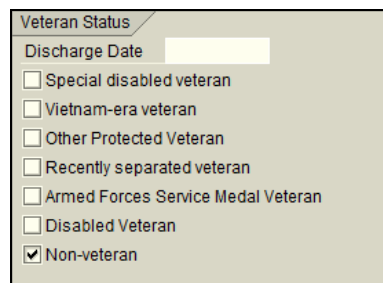 Veteran Status
Discharge Date
Special disabled veteran
Vietnam-era veteran
Other Protected Veteran
Recently separated veteran
Armed Forces Service Medal Veteran
Disabled Veteran
Non-veteran